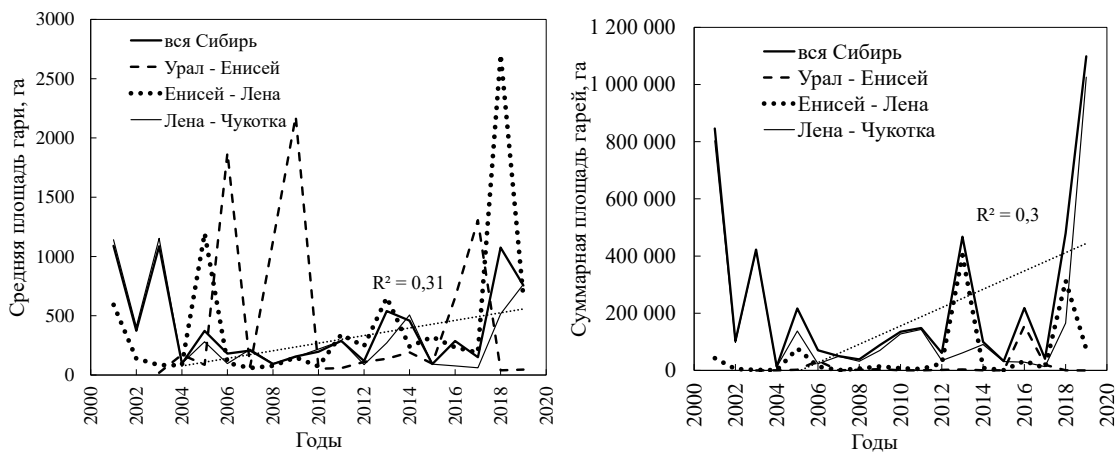 Средняя площадь гари, га
3000
2500
2000
1500
1000
500
0
вся Сибирь
Урал - Енисей
Енисей - Лена
Лена - Чукотка
R² = 0,31
2000
2002
2004
2006
2008
2010
2012
2014
2016
2018
2020
Годы
Суммарная площадь гарей, га
1 200 000
1 000 000
800 000
600 000
400 000
200 000
0
вся Сибирь
Урал - Енисей
Енисей - Лена
Лена - Чукотка
R² = 0,3
2000
2002
2004
2006
2008
2010
2012
2014
2016
2018
2020
Годы